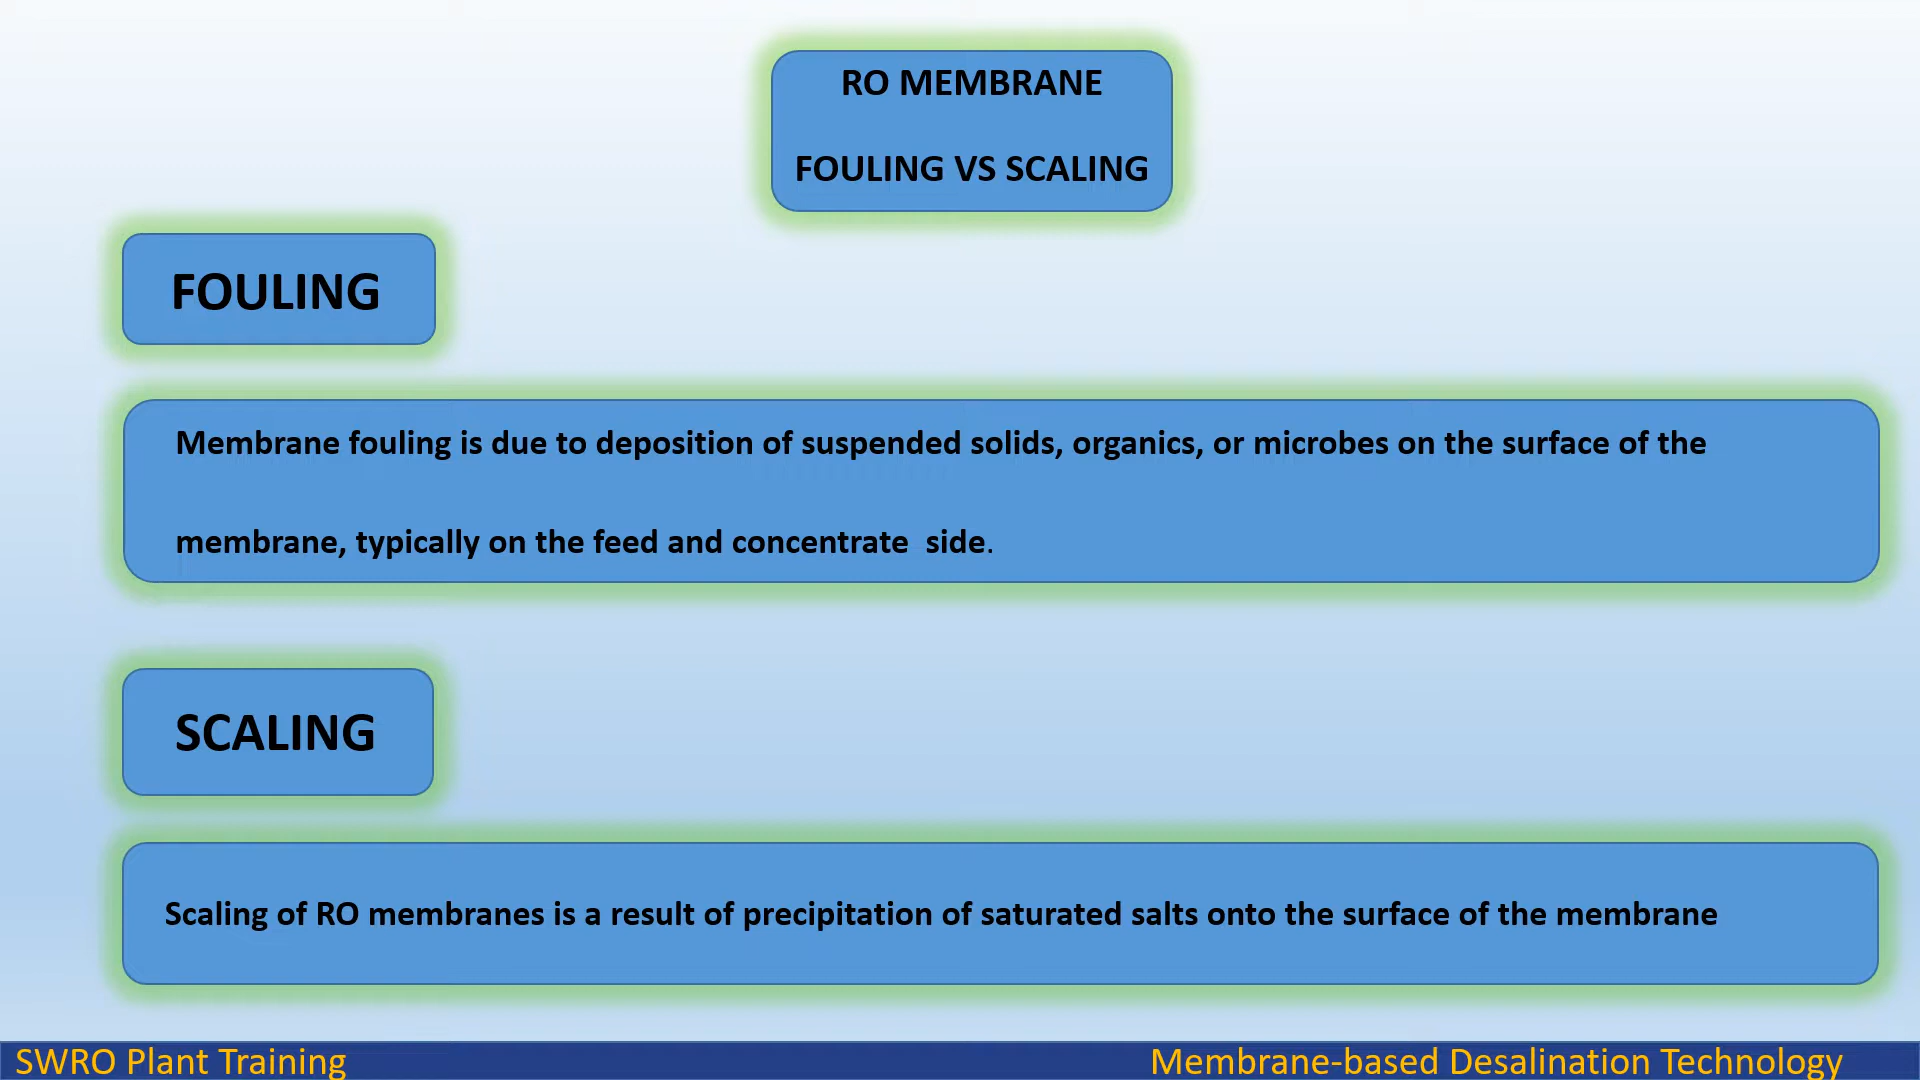 RO MEMBRANE
FOULING VS SCALING
FOULING
Membrane fouling is due to deposition of suspended solids, organics, or microbes on the surface of the
membrane, typically on the feed and concentrate  side.
SCALING
Scaling of RO membranes is a result of precipitation of saturated salts onto the surface of the membrane
SWRO Plant Training
Membrane-based Desalination Technology